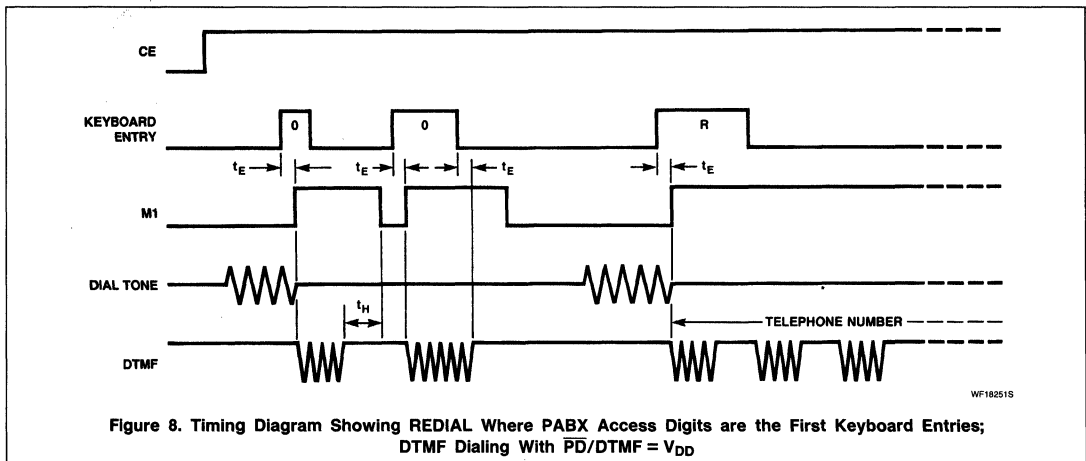 CE
KEYBOARD
ENTRY
0
0
R
tE
tE
tE
tE
M1
DIAL TONE
tH
TELEPHONE NUMBER
DTMF
WF18251S
Figure 8. Timing Diagram Showing REDIAL Where PABX Access Digits are the First Keyboard Entries;
DTMF Dialing With P̅D̅/DTMF = VDD